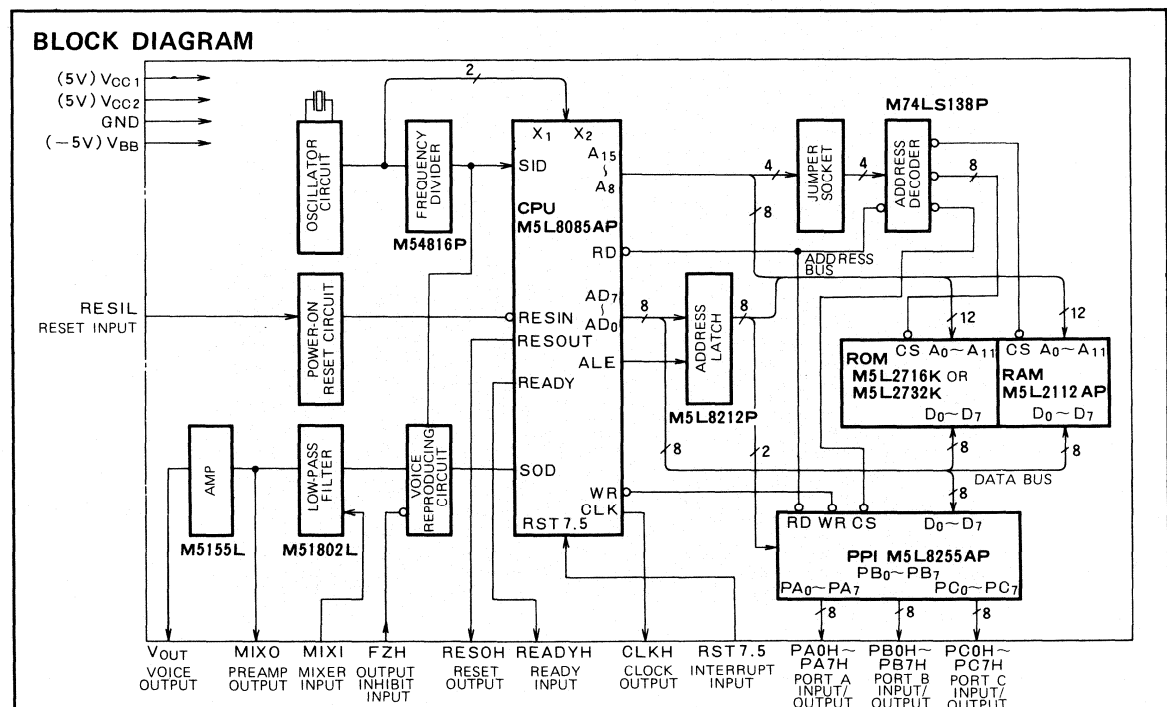 BLOCK DIAGRAM
(5V) VCC1
(5V) VCC2
GND
(−5V) VBB
RESIL
RESET INPUT
OSCILLATOR
CIRCUIT
FREQUENCY
DIVIDER
M54816P
2
POWER-ON
RESET CIRCUIT
AMP
M5155L
LOW-PASS
FILTER
M51802L
VOICE
REPRODUCING
CIRCUIT
X1 X2
SID
A15
~
A8
CPU
M5L8085AP
RD
AD7
~
AD0
RESIN
RESOUT
ALE
READY
SOD
WR
CLK
RST 7.5
8
ADDRESS
LATCH
M5L8212P
8
8
2
4
JUMPER
SOCKET
4
M74LS138P
ADDRESS
DECODER
8
8
ADDRESS
BUS
12
12
CS A0~A11
ROM
M5L2716K OR
M5L2732K
D0~D7
CS A0~A11
RAM
M5L2112AP
D0~D7
8
8
DATA BUS
8
RD WR CS D0~D7
PPI M5L8255AP
PB0~PB7
PA0~PA7
PC0~PC7
8
8
8
VOUT
VOICE
OUTPUT
MIXO
PREAMP
OUTPUT
MIXI
MIXER
INPUT
FZH
OUTPUT
INHIBIT
INPUT
RESOH
RESET
OUTPUT
READYH
READY
INPUT
CLKH
CLOCK
OUTPUT
RST 7.5
INTERRUPT
INPUT
PA0H~
PA7H
PORT A
INPUT/
OUTPUT
PB0H~
PB7H
PORT B
INPUT/
OUTPUT
PC0H~
PC7H
PORT C
INPUT/
OUTPUT